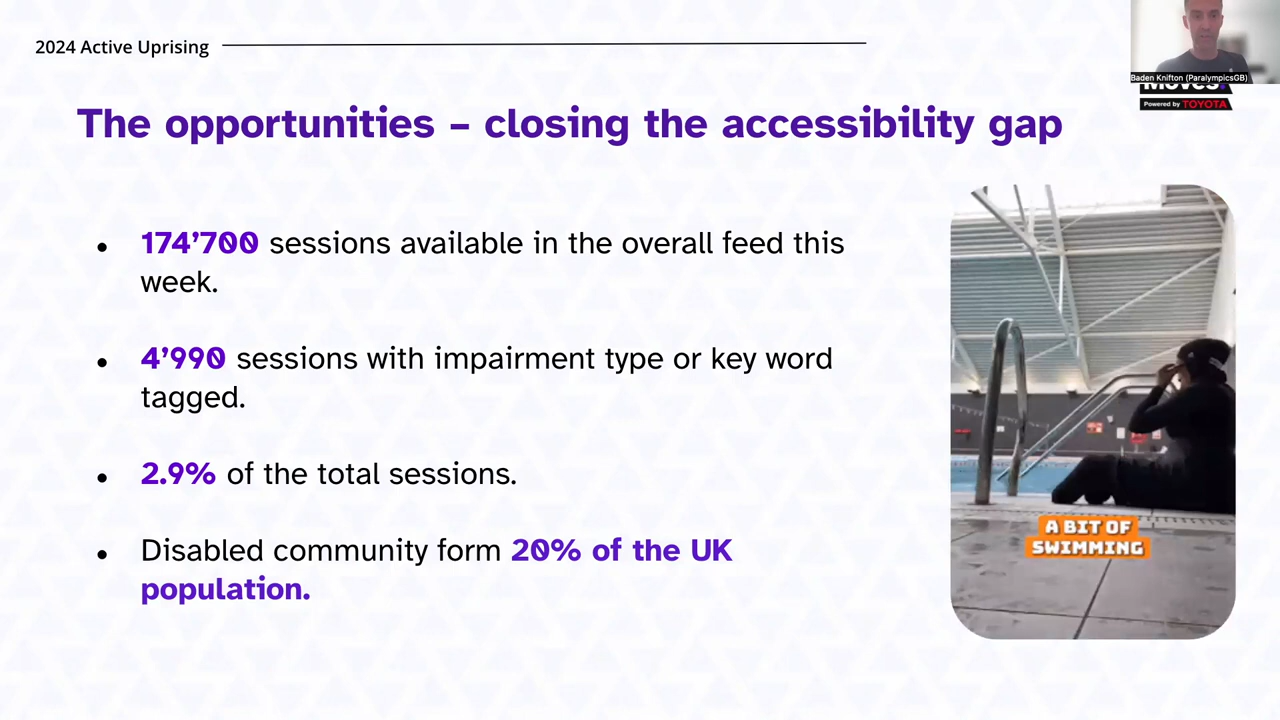 2024 Active Uprising
Baden Knifton (ParalympicsGB)
Moves.
Powered by TOYOTA
The opportunities – closing the accessibility gap
• 174’700 sessions available in the overall feed this
week.
• 4’990 sessions with impairment type or key word
tagged.
• 2.9% of the total sessions.
• Disabled community form 20% of the UK
population.
A BIT OF
SWIMMING